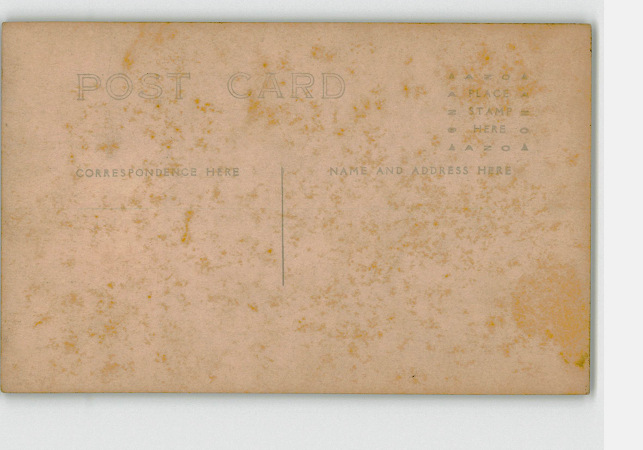 POST CARD
▲ A Z O ▲
PLACE
STAMP
HERE
▲ A Z O ▲
CORRESPONDENCE HERE
NAME AND ADDRESS HERE